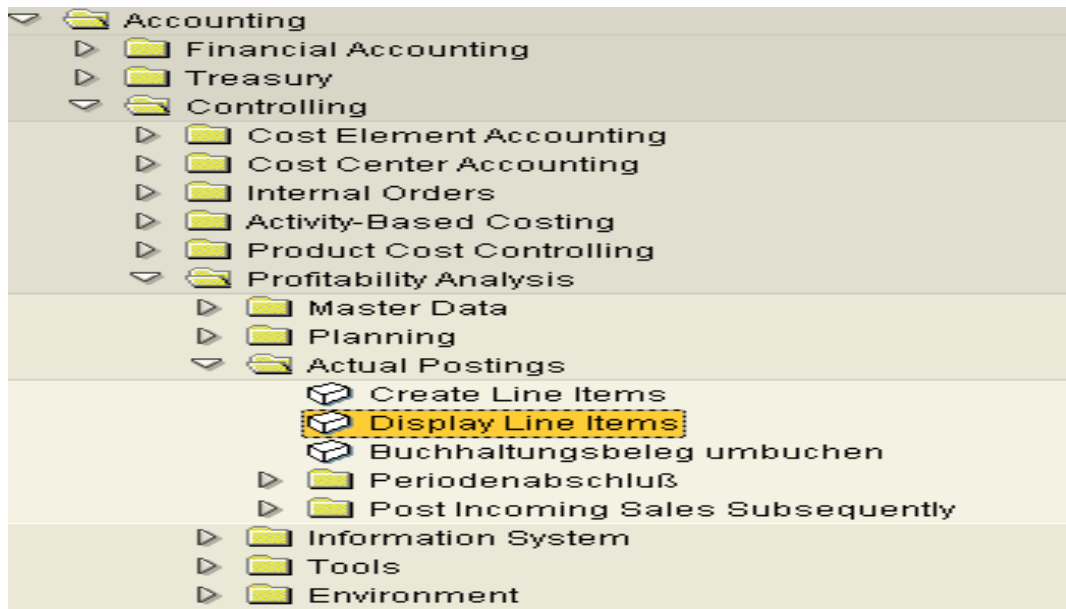 Accounting
Financial Accounting
Treasury
Controlling
Cost Element Accounting
Cost Center Accounting
Internal Orders
Activity-Based Costing
Product Cost Controlling
Profitability Analysis
Master Data
Planning
Actual Postings
Create Line Items
Display Line Items
Buchhaltungsbeleg umbuchen
Periodenabschluß
Post Incoming Sales Subsequently
Information System
Tools
Environment